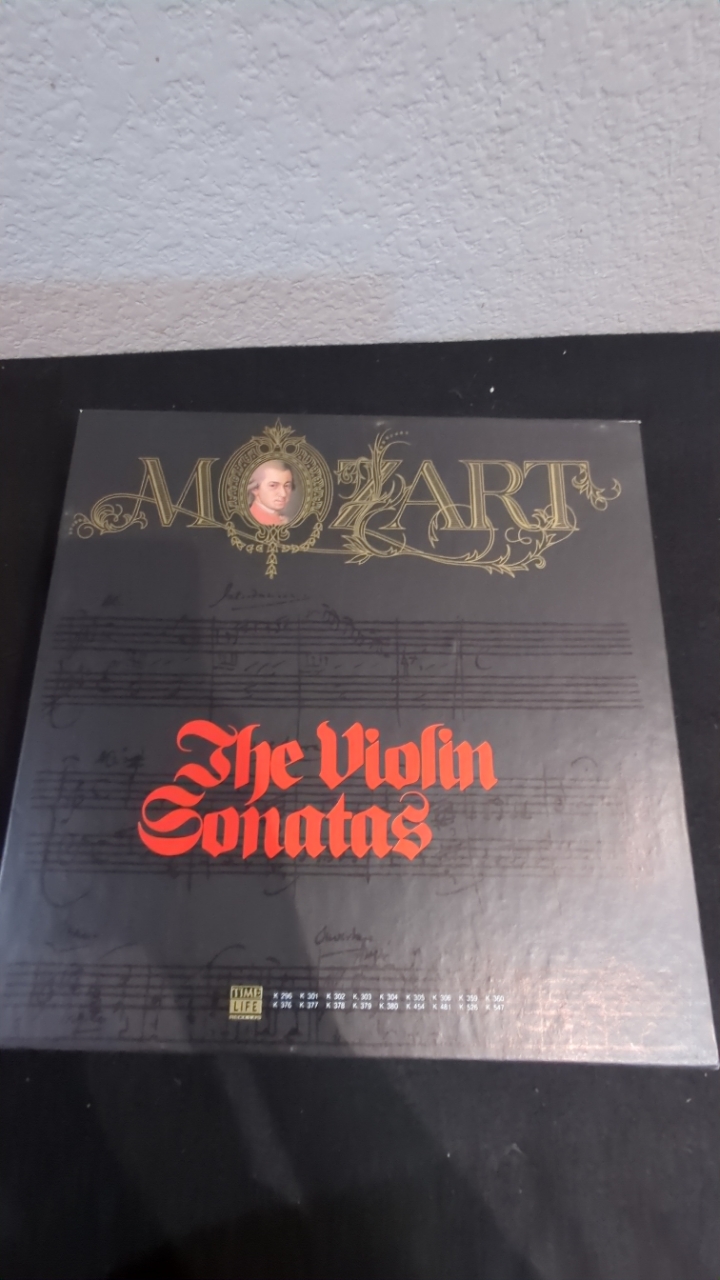 MOZART
The Violin
Sonatas
TIME
LIFE
K 296 K 301 K 302 K 303 K 304 K 305 K 306 K 359 K 360
K 376 K 377 K 378 K 379 K 380 K 454 K 481 K 526 K 547